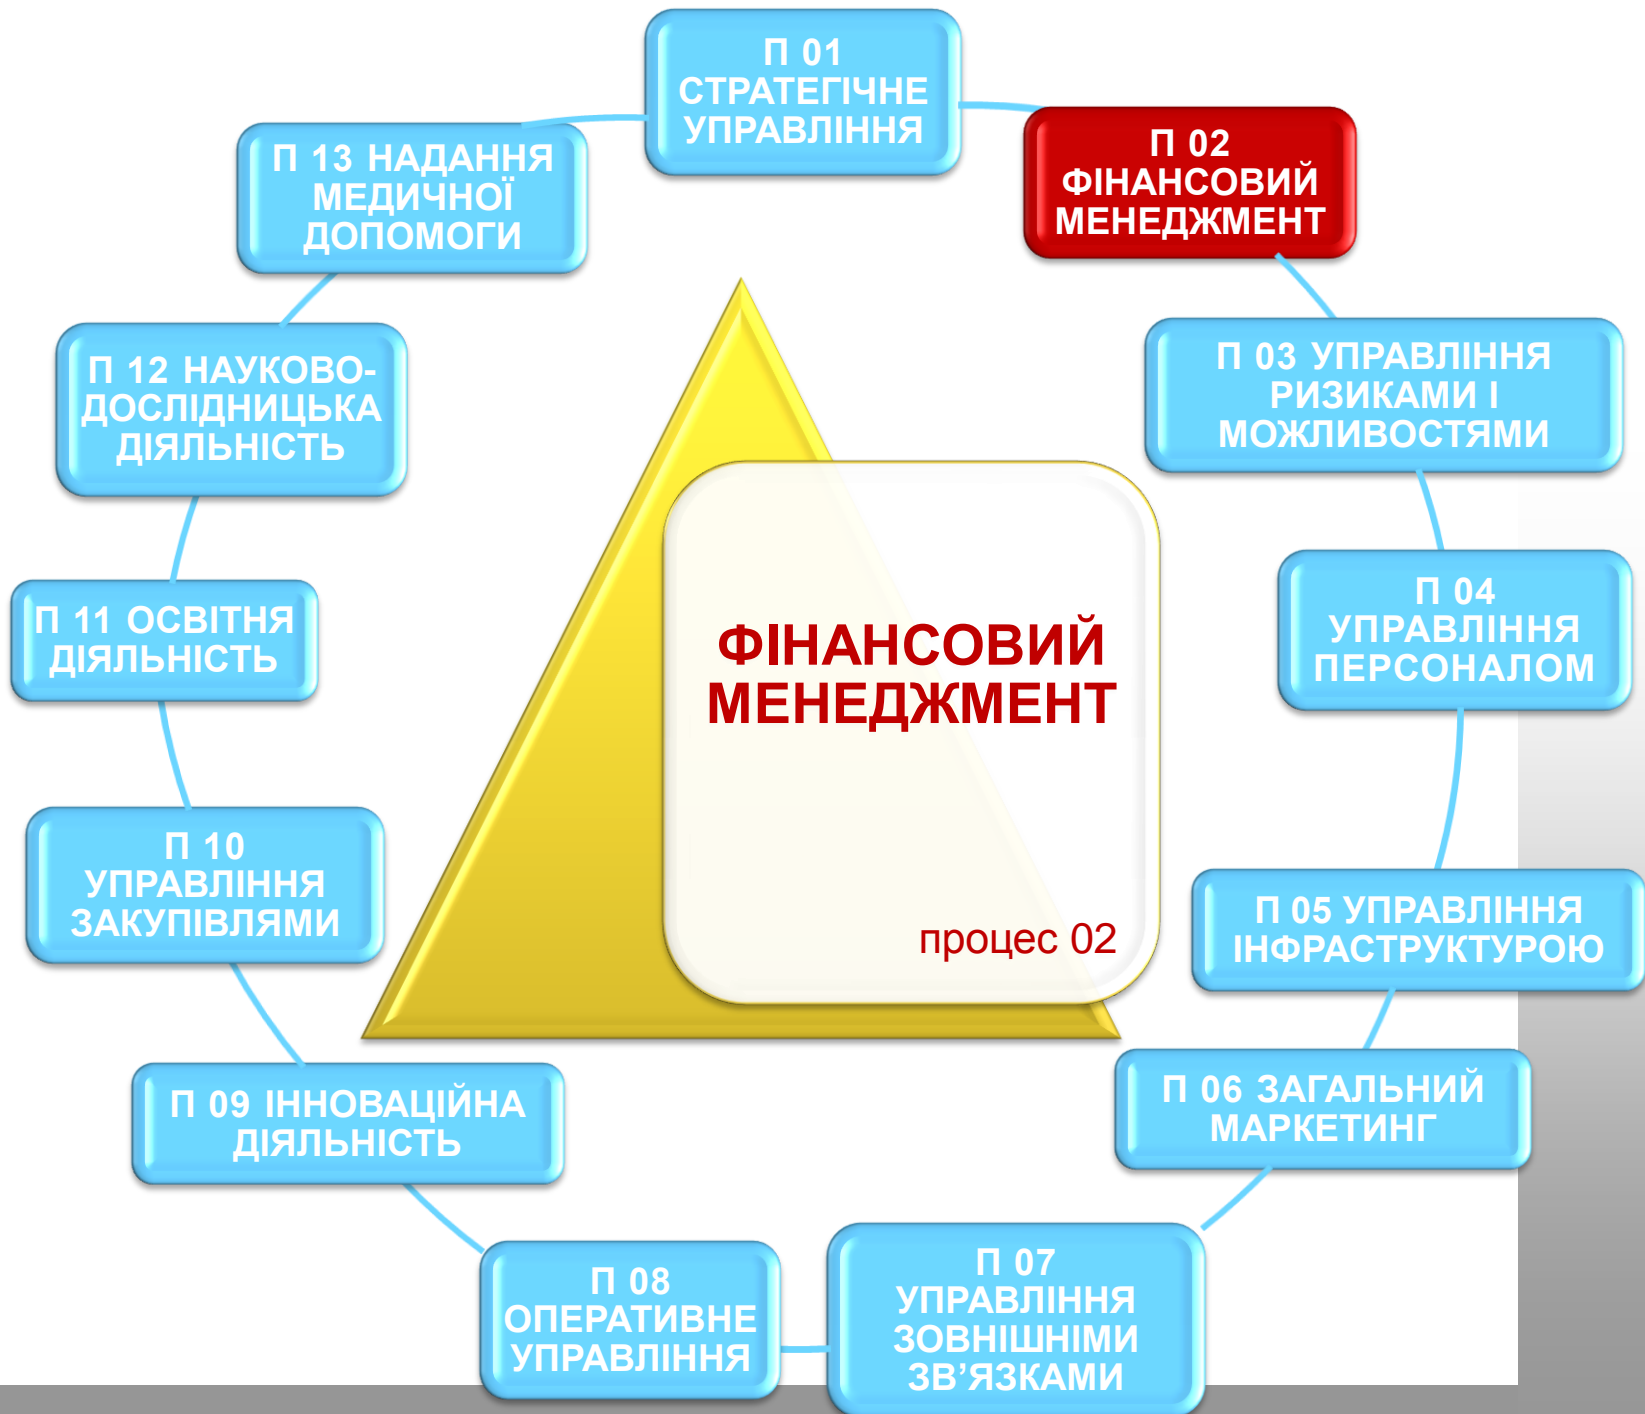 П 01
СТРАТЕГІЧНЕ
УПРАВЛІННЯ
П 02
ФІНАНСОВИЙ
МЕНЕДЖМЕНТ
П 03 УПРАВЛІННЯ
РИЗИКАМИ І
МОЖЛИВОСТЯМИ
П 04
УПРАВЛІННЯ
ПЕРСОНАЛОМ
П 05 УПРАВЛІННЯ
ІНФРАСТРУКТУРОЮ
П 06 ЗАГАЛЬНИЙ
МАРКЕТИНГ
П 07
УПРАВЛІННЯ
ЗОВНІШНІМИ
ЗВ’ЯЗКАМИ
П 08
ОПЕРАТИВНЕ
УПРАВЛІННЯ
П 09 ІННОВАЦІЙНА
ДІЯЛЬНІСТЬ
П 10
УПРАВЛІННЯ
ЗАКУПІВЛЯМИ
П 11 ОСВІТНЯ
ДІЯЛЬНІСТЬ
П 12 НАУКОВО-
ДОСЛІДНИЦЬКА
ДІЯЛЬНІСТЬ
П 13 НАДАННЯ
МЕДИЧНОЇ
ДОПОМОГИ
ФІНАНСОВИЙ
МЕНЕДЖМЕНТ
процес 02